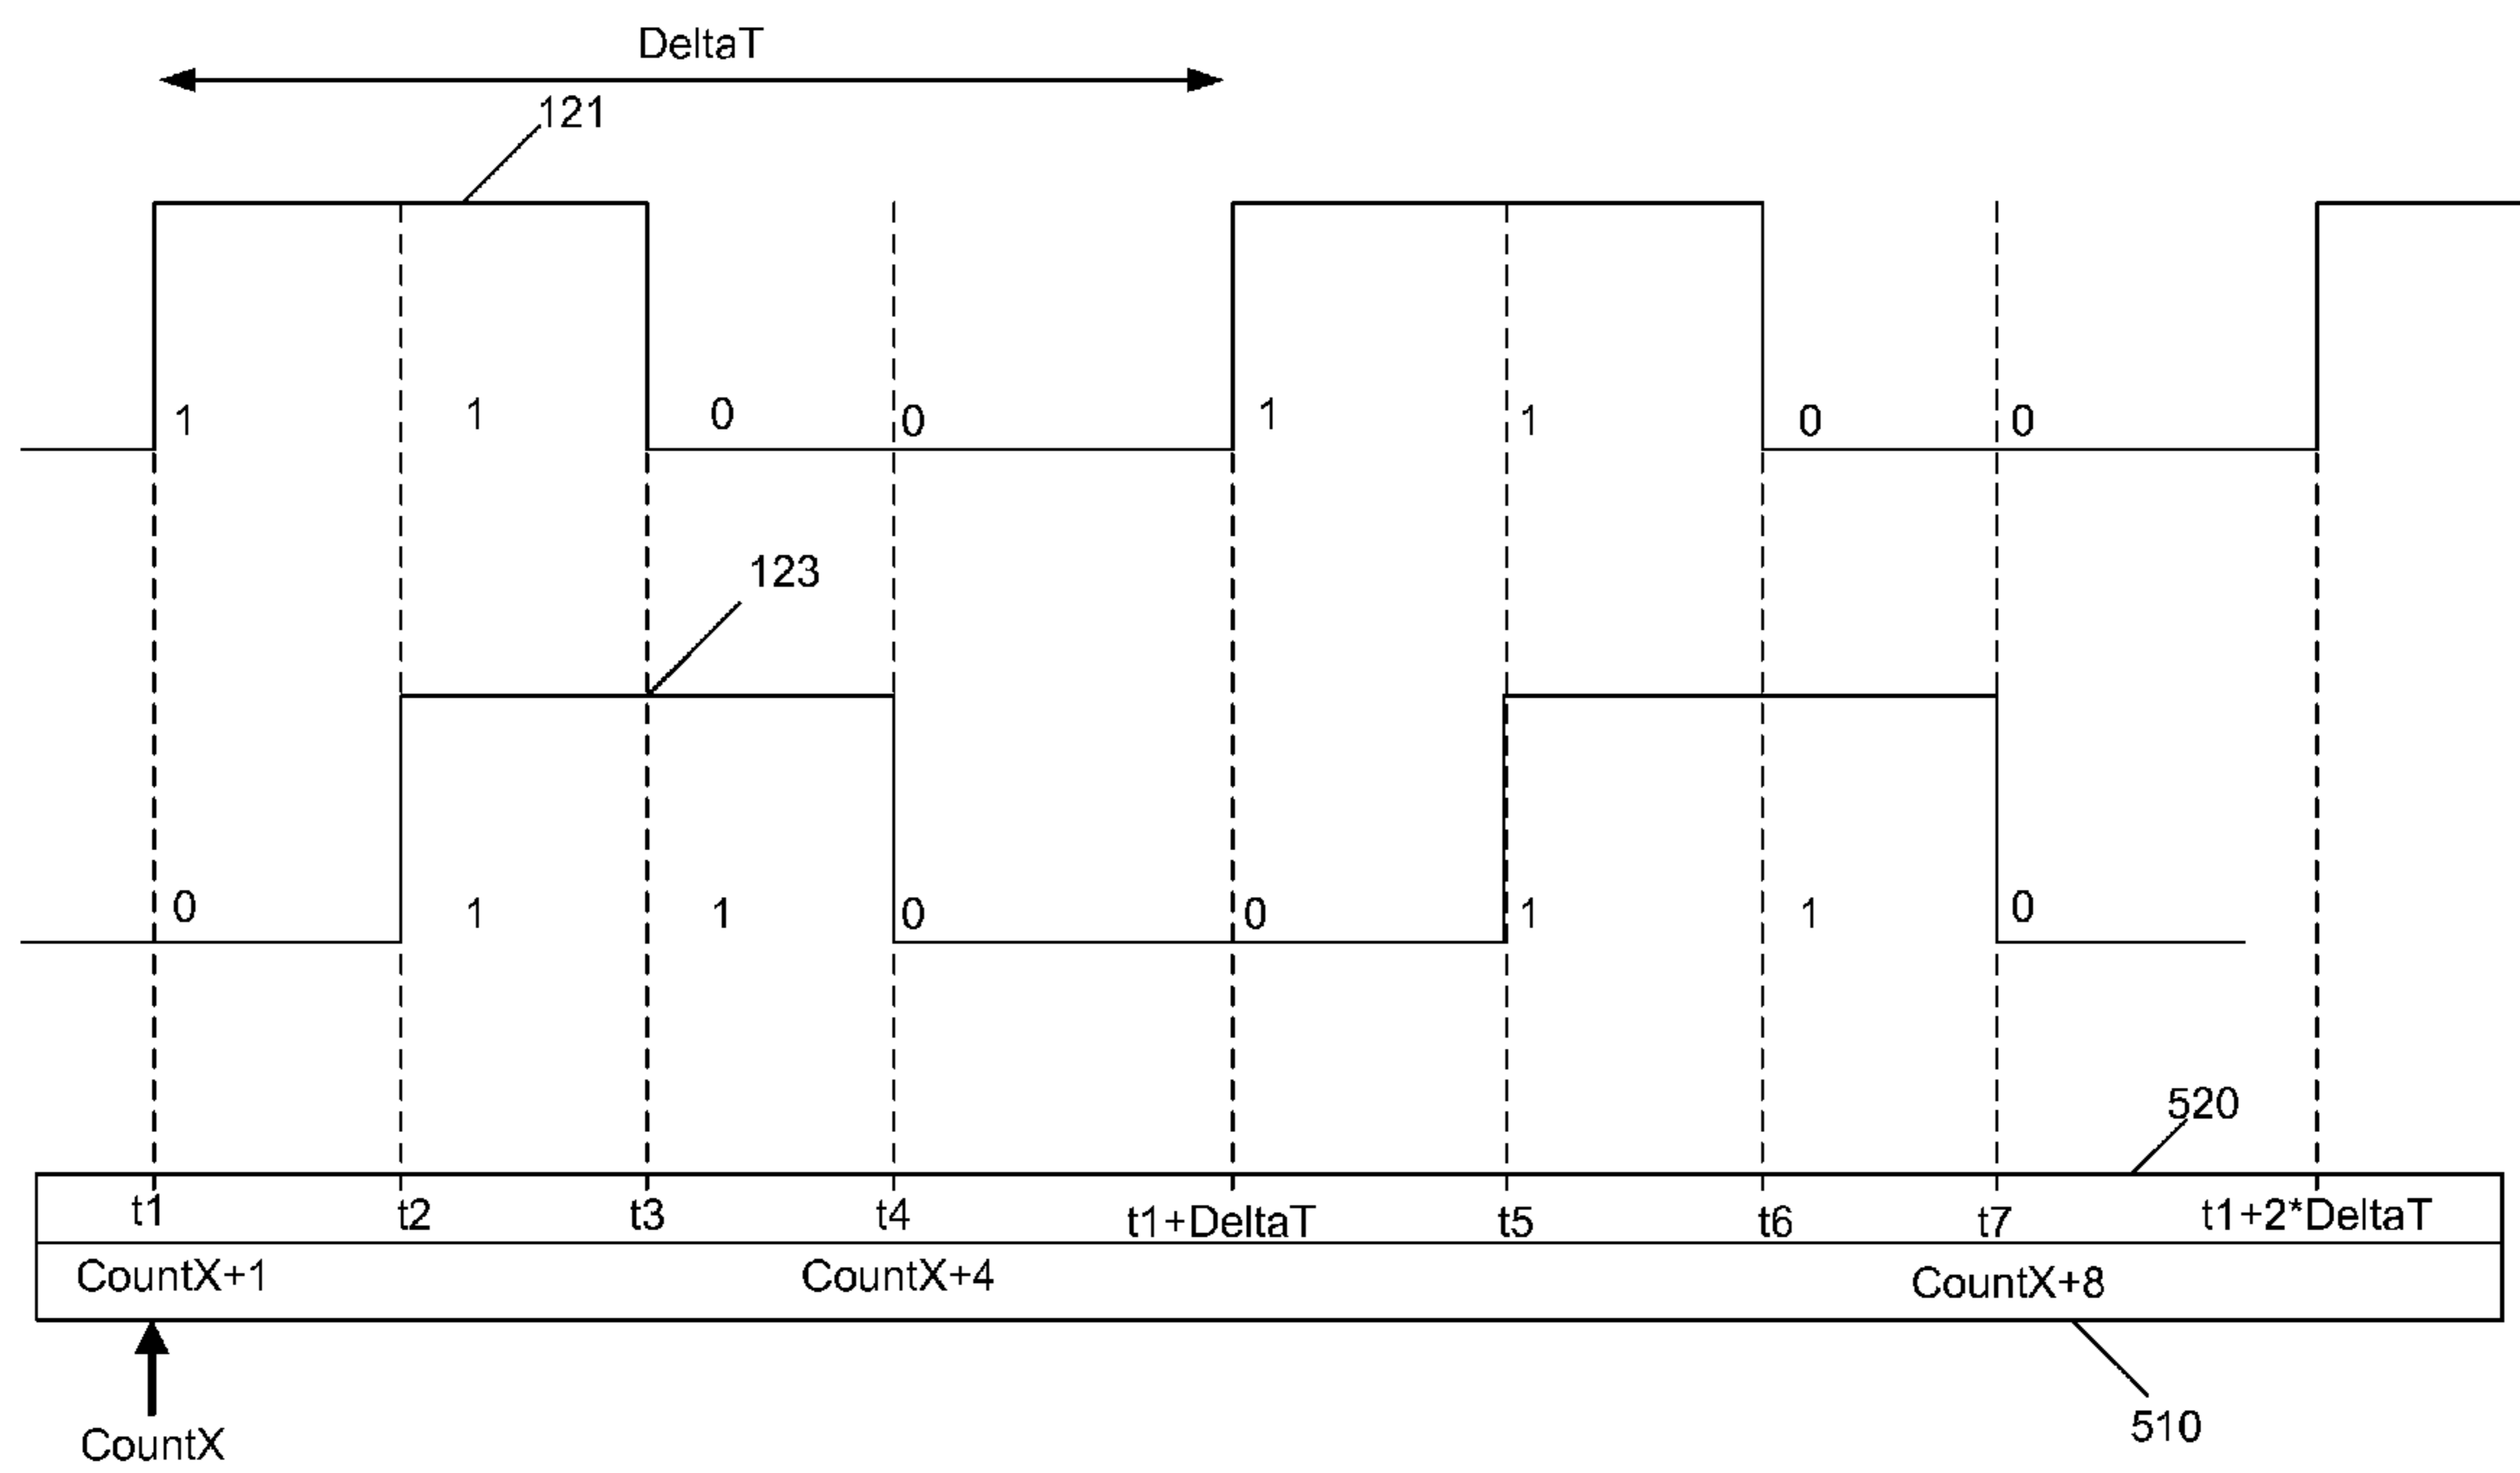 DeltaT
121
1 1 0 0 1 1 0 0
123
0 1 1 0 0 1 1 0
520
t1 t2 t3 t4 t1+DeltaT t5 t6 t7 t1+2*DeltaT
CountX+1 CountX+4 CountX+8
CountX
510